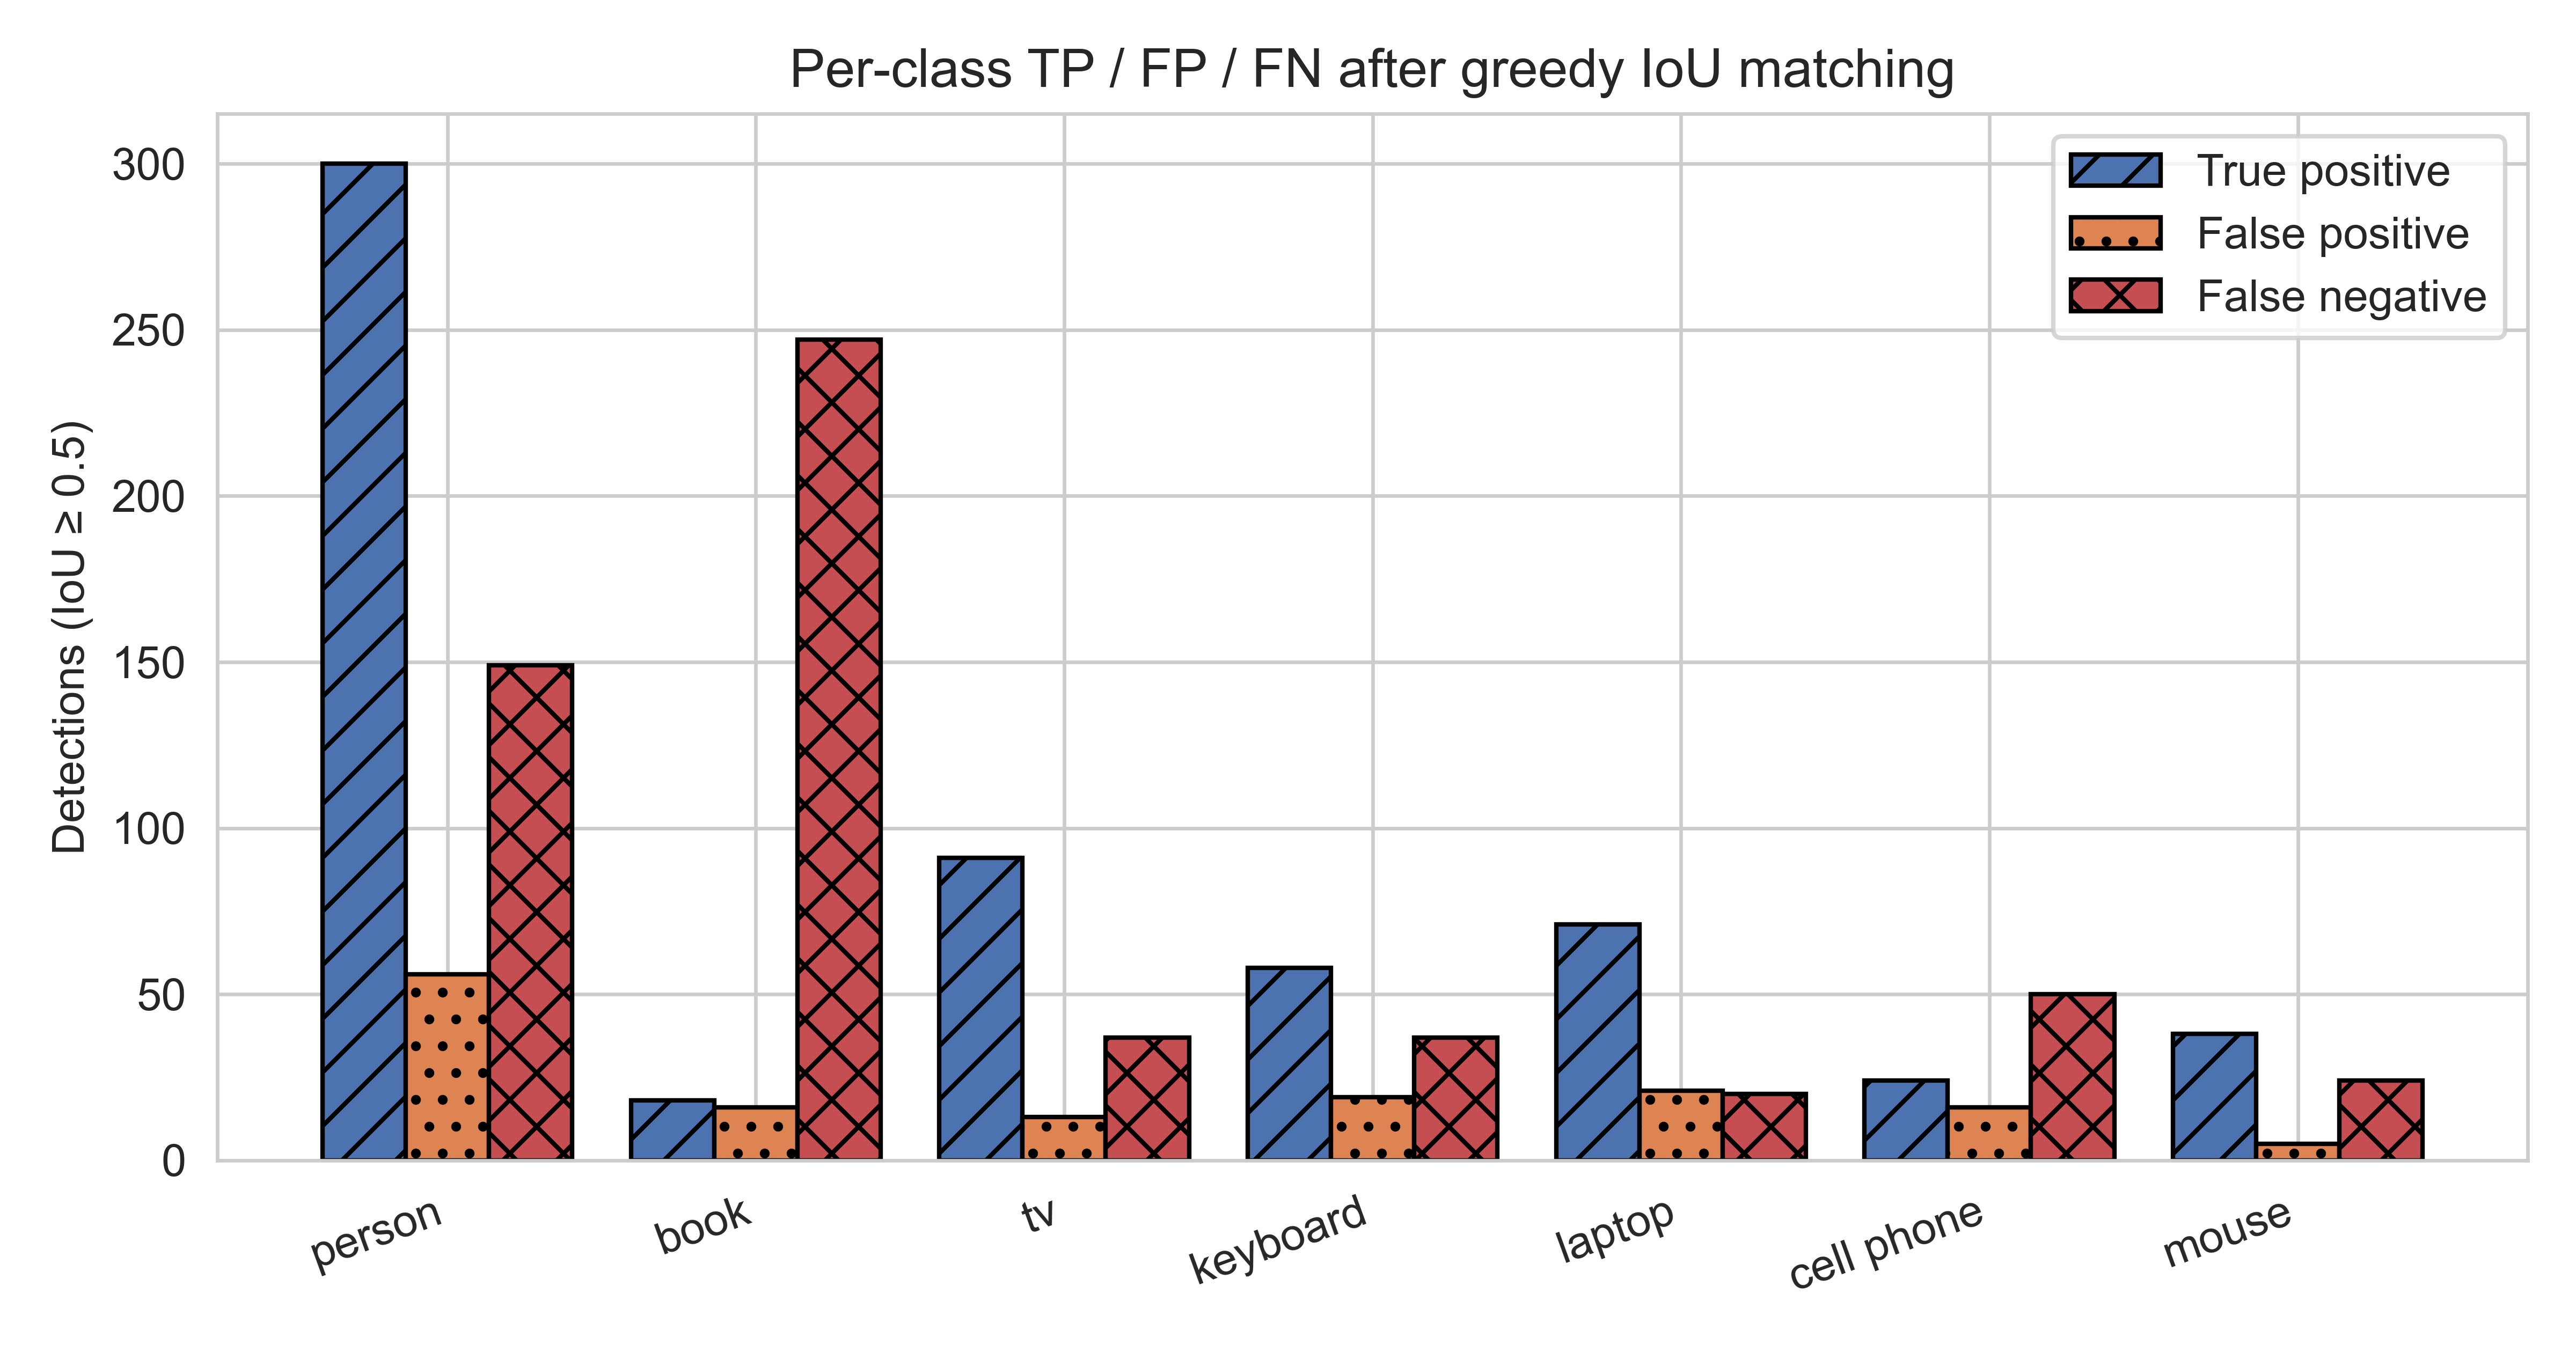 Per-class TP / FP / FN after greedy IoU matching
Detections (IoU ≥ 0.5)
300
250
200
150
100
50
0
True positive
False positive
False negative
person
book
tv
keyboard
laptop
cell phone
mouse